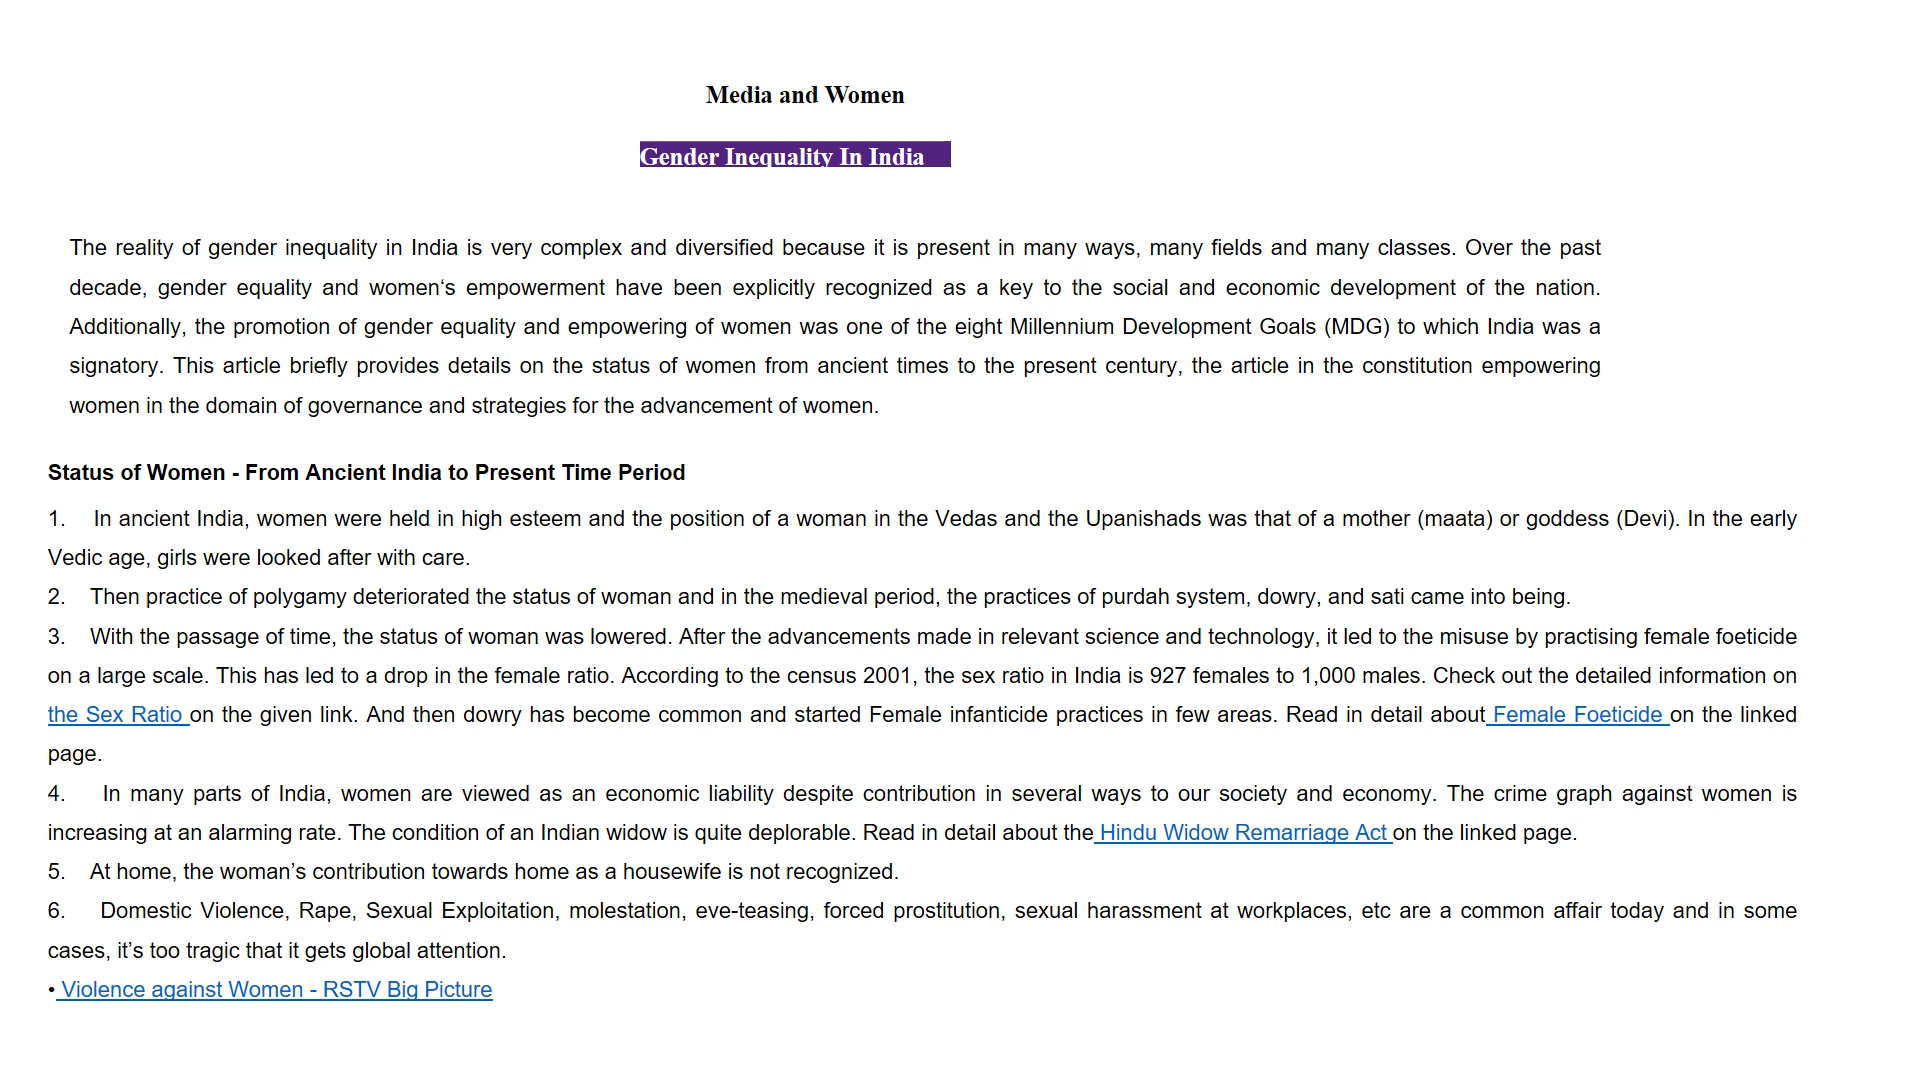 Media and Women
Gender Inequality In India
The reality of gender inequality in India is very complex and diversified because it is present in many ways, many fields and many classes. Over the past
decade, gender equality and women‘s empowerment have been explicitly recognized as a key to the social and economic development of the nation.
Additionally, the promotion of gender equality and empowering of women was one of the eight Millennium Development Goals (MDG) to which India was a
signatory. This article briefly provides details on the status of women from ancient times to the present century, the article in the constitution empowering
women in the domain of governance and strategies for the advancement of women.
Status of Women - From Ancient India to Present Time Period
1. In ancient India, women were held in high esteem and the position of a woman in the Vedas and the Upanishads was that of a mother (maata) or goddess (Devi). In the early
Vedic age, girls were looked after with care.
2. Then practice of polygamy deteriorated the status of woman and in the medieval period, the practices of purdah system, dowry, and sati came into being.
3. With the passage of time, the status of woman was lowered. After the advancements made in relevant science and technology, it led to the misuse by practising female foeticide
on a large scale. This has led to a drop in the female ratio. According to the census 2001, the sex ratio in India is 927 females to 1,000 males. Check out the detailed information on
the Sex Ratio on the given link. And then dowry has become common and started Female infanticide practices in few areas. Read in detail about Female Foeticide on the linked
page.
4. In many parts of India, women are viewed as an economic liability despite contribution in several ways to our society and economy. The crime graph against women is
increasing at an alarming rate. The condition of an Indian widow is quite deplorable. Read in detail about the Hindu Widow Remarriage Act on the linked page.
5. At home, the woman’s contribution towards home as a housewife is not recognized.
6. Domestic Violence, Rape, Sexual Exploitation, molestation, eve-teasing, forced prostitution, sexual harassment at workplaces, etc are a common affair today and in some
cases, it’s too tragic that it gets global attention.
• Violence against Women - RSTV Big Picture